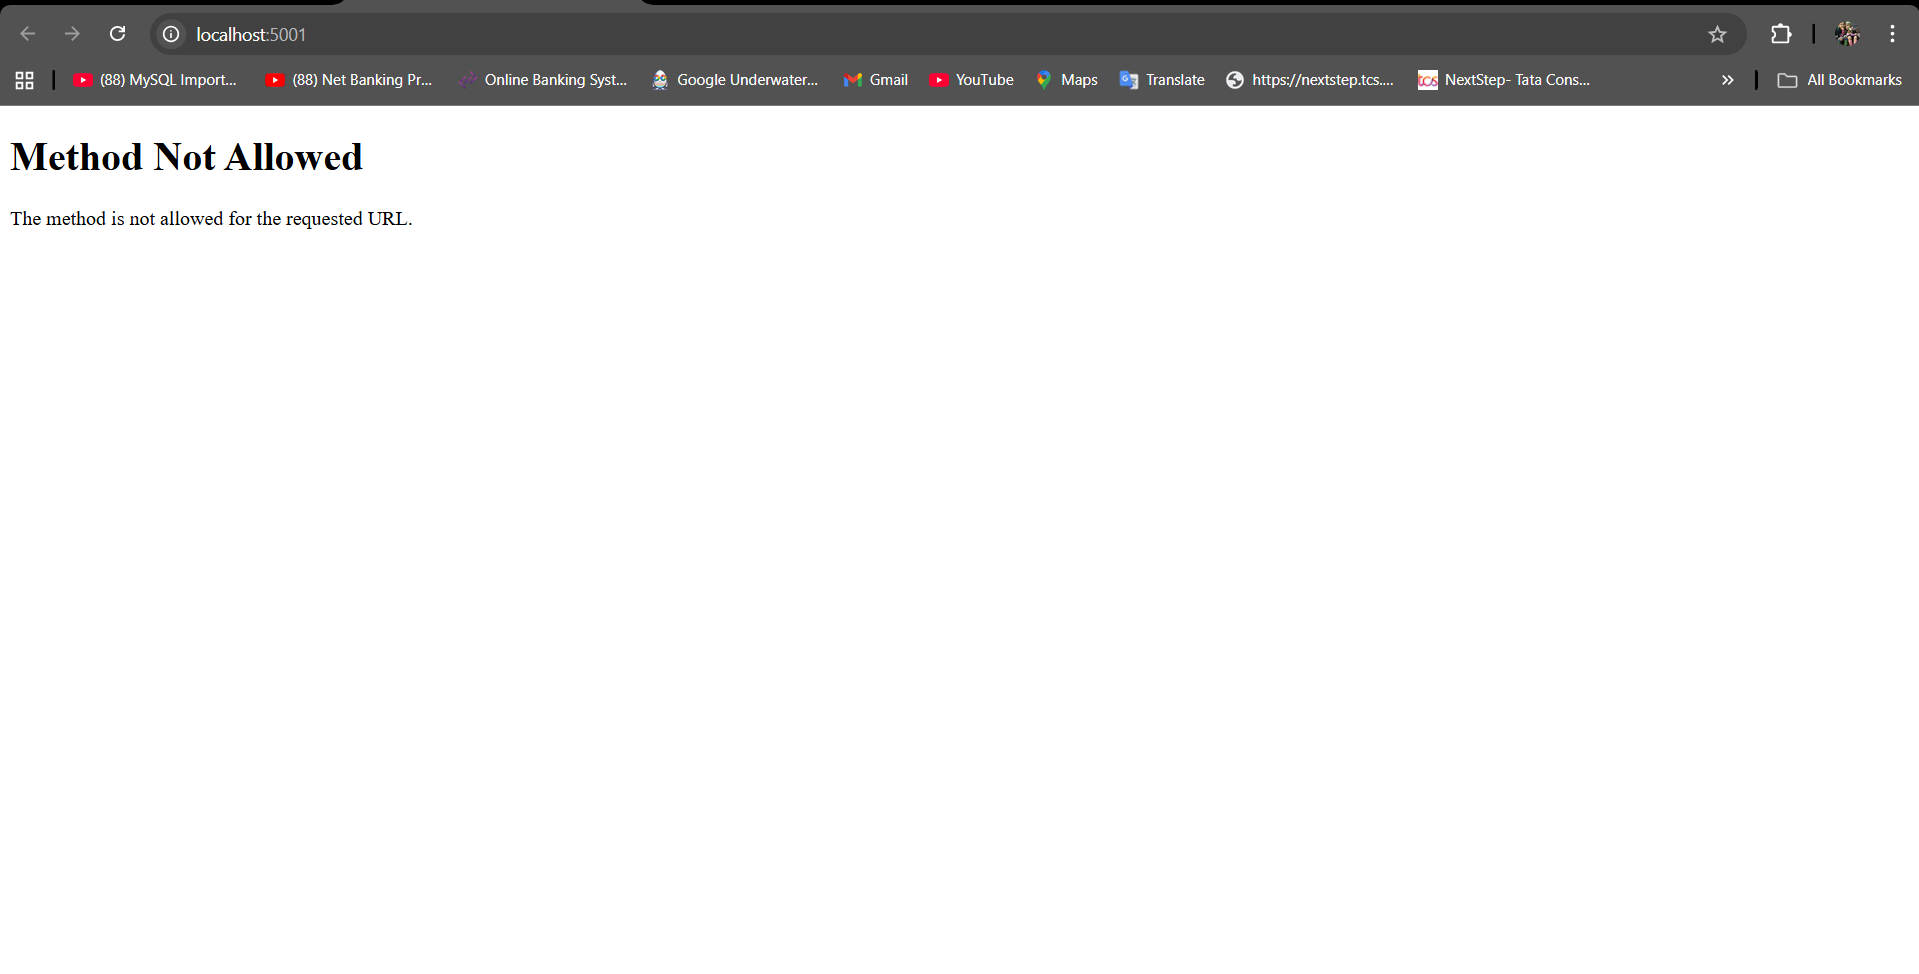 localhost:5001
(88) MySQL Import... (88) Net Banking Pr... Online Banking Syst... Google Underwater... Gmail YouTube Maps Translate https://nextstep.tcs.... tcs NextStep- Tata Cons... » All Bookmarks
Method Not Allowed
The method is not allowed for the requested URL.